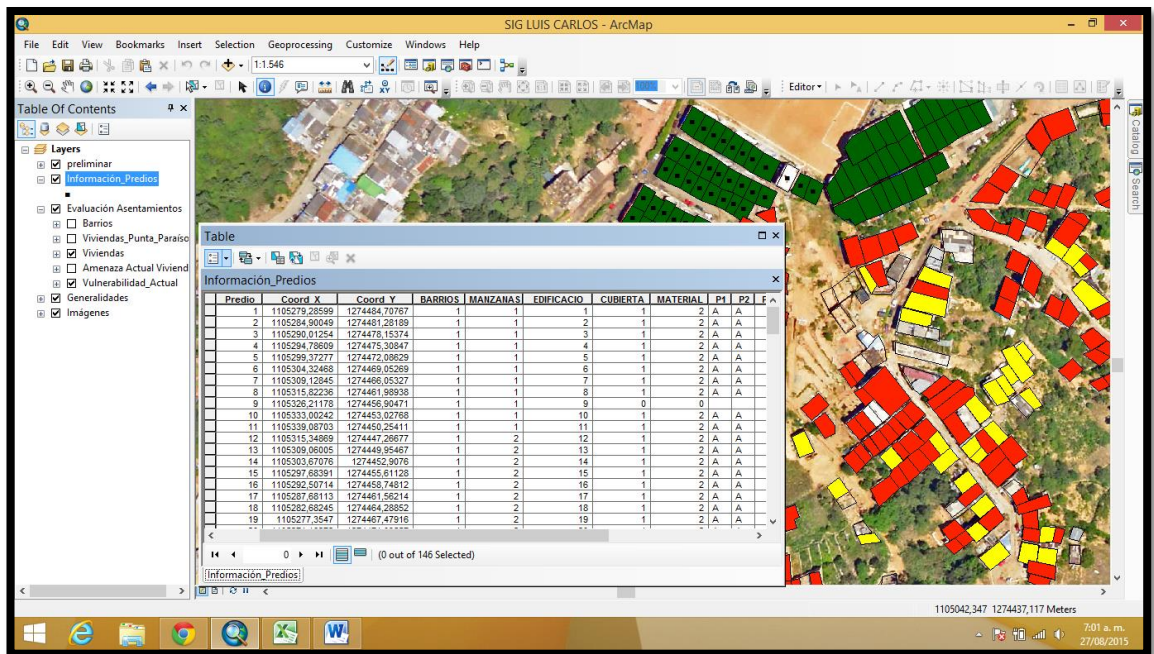 SIG LUIS CARLOS - ArcMap
File Edit View Bookmarks Insert Selection Geoprocessing Customize Windows Help
1:1.546
100% Editor
Table Of Contents
Layers
preliminar
Información_Predios
Evaluación Asentamientos
Barrios
Viviendas_Punta_Paraíso
Viviendas
Amenaza Actual Viviend
Vulnerabilidad_Actual
Generalidades
Imágenes
Catalog
Search
Table
Información_Predios
Predio Coord X Coord Y BARRIOS MANZANAS EDIFICACIO CUBIERTA MATERIAL P1 P2
1 1105279,28599 1274484,70767 1 1 1 1 2 A A
2 1105284,90049 1274481,28189 1 1 2 1 2 A A
3 1105290,01254 1274478,15374 1 1 3 1 2 A A
4 1105294,78609 1274475,30847 1 1 4 1 2 A A
5 1105299,37277 1274472,08629 1 1 5 1 2 A A
6 1105304,32468 1274469,05269 1 1 6 1 2 A A
7 1105309,12845 1274466,05327 1 1 7 1 2 A A
8 1105315,82236 1274461,98938 1 1 8 1 2 A A
9 1105326,21178 1274456,90471 1 1 9 0 0
10 1105333,00242 1274453,02768 1 1 10 1 2 A A
11 1105339,08703 1274450,25411 1 1 11 1 2 A A
12 1105315,34869 1274447,26677 1 2 12 1 2 A A
13 1105309,06005 1274449,95467 1 2 13 1 2 A A
14 1105303,67076 1274452,9076 1 2 14 1 2 A A
15 1105297,68391 1274455,61128 1 2 15 1 2 A A
16 1105292,50714 1274458,74812 1 2 16 1 2 A A
17 1105287,68113 1274461,56214 1 2 17 1 2 A A
18 1105282,68245 1274464,28852 1 2 18 1 2 A A
19 1105277,3547 1274467,47916 1 2 19 1 2 A A
0 (0 out of 146 Selected)
Información_Predios
1105042,347 1274437,117 Meters
7:01 a. m.
27/08/2015